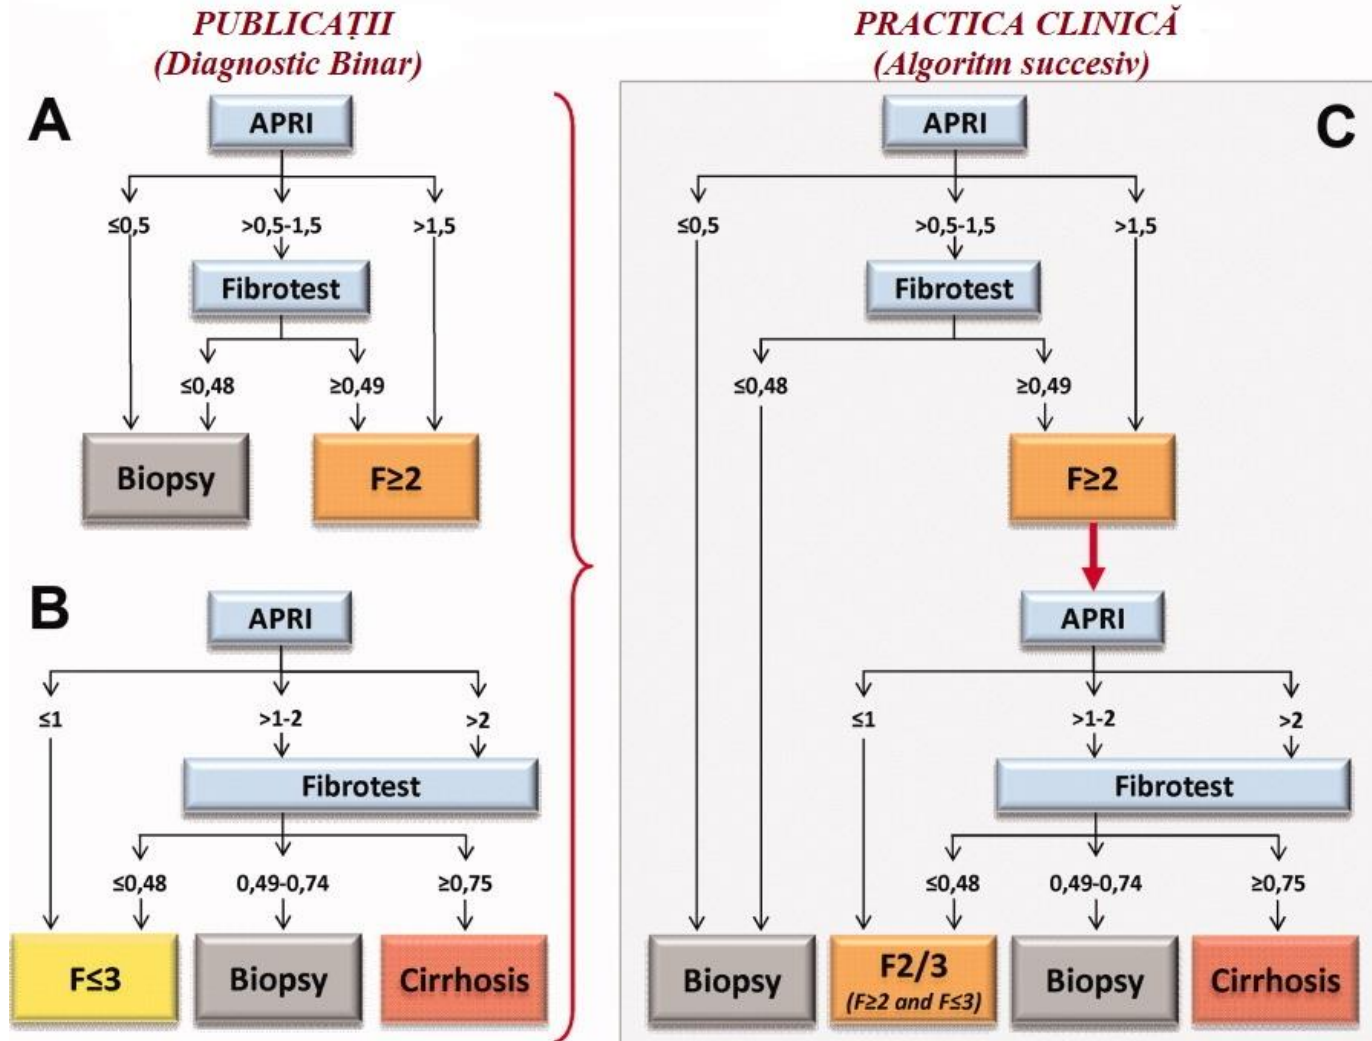 PUBLICAȚII
(Diagnostic Binar)
A
APRI
≤0,5 >0,5-1,5 >1,5
Fibrotest
≤0,48 ≥0,49
Biopsy F≥2
B
APRI
≤1 >1-2 >2
Fibrotest
≤0,48 0,49-0,74 ≥0,75
F≤3 Biopsy Cirrhosis
PRACTICA CLINICĂ
(Algoritm succesiv)
C
APRI
≤0,5 >0,5-1,5 >1,5
Fibrotest
≤0,48 ≥0,49
F≥2
APRI
≤1 >1-2 >2
Fibrotest
≤0,48 0,49-0,74 ≥0,75
Biopsy F2/3 Biopsy Cirrhosis
(F≥2 and F≤3)